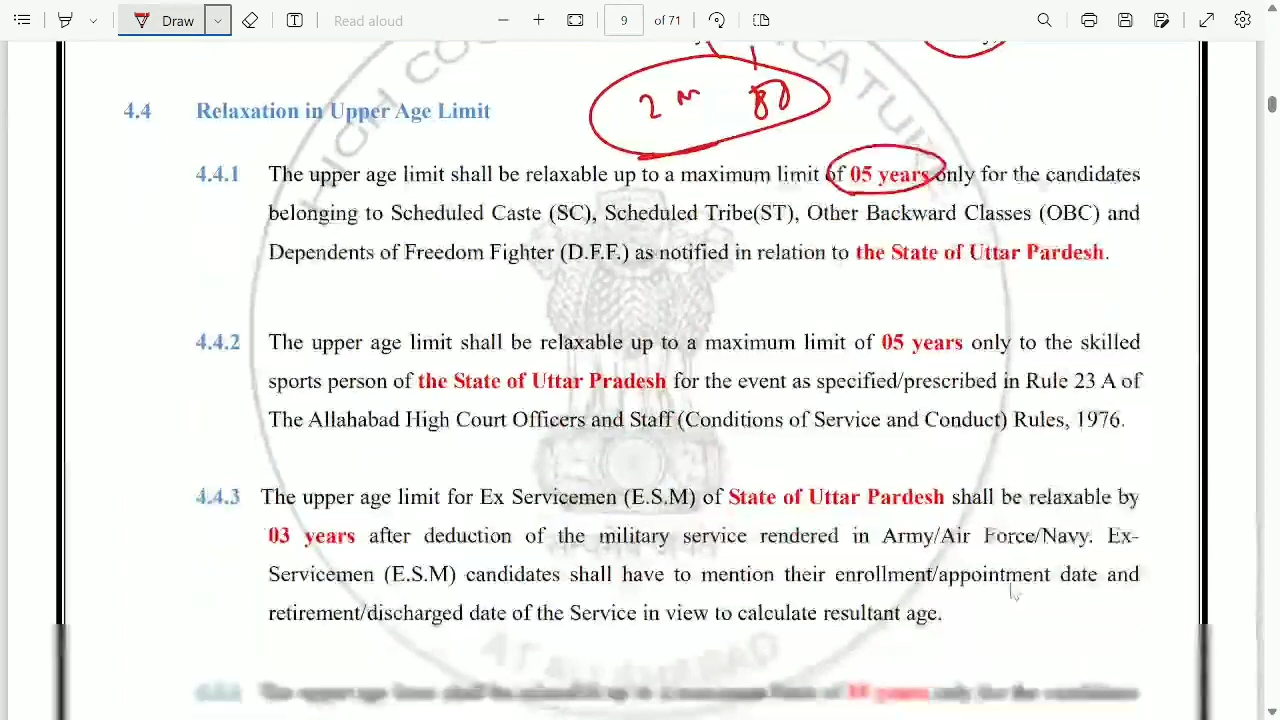 Draw
Read aloud
9 of 71
2 m
4.4 Relaxation in Upper Age Limit
4.4.1 The upper age limit shall be relaxable up to a maximum limit of 05 years only for the candidates
belonging to Scheduled Caste (SC), Scheduled Tribe(ST), Other Backward Classes (OBC) and
Dependents of Freedom Fighter (D.F.F.) as notified in relation to the State of Uttar Pardesh.
4.4.2 The upper age limit shall be relaxable up to a maximum limit of 05 years only to the skilled
sports person of the State of Uttar Pradesh for the event as specified/prescribed in Rule 23 A of
The Allahabad High Court Officers and Staff (Conditions of Service and Conduct) Rules, 1976.
4.4.3 The upper age limit for Ex Servicemen (E.S.M) of State of Uttar Pardesh shall be relaxable by
03 years after deduction of the military service rendered in Army/Air Force/Navy. Ex-
Servicemen (E.S.M) candidates shall have to mention their enrollment/appointment date and
retirement/discharged date of the Service in view to calculate resultant age.
AT ALLAHABAD